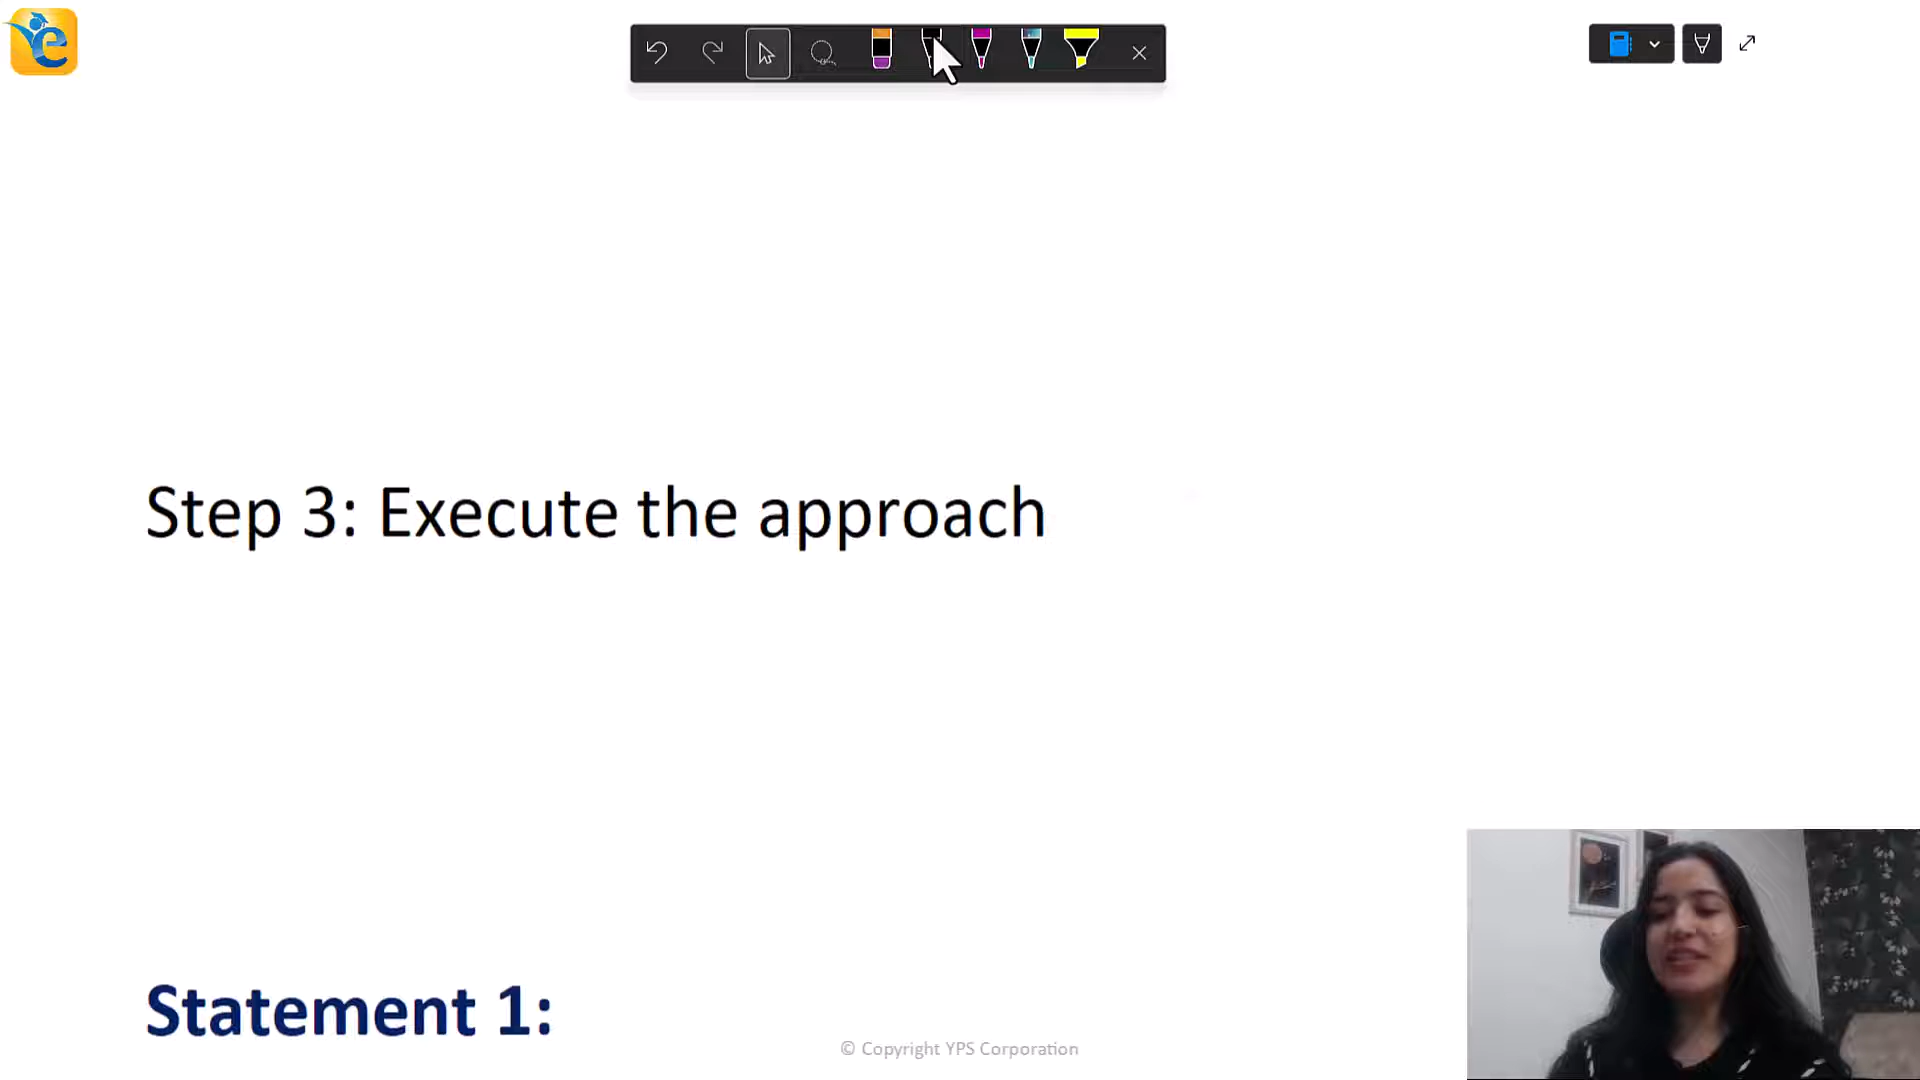 e
Step 3: Execute the approach
Statement 1:
© Copyright YPS Corporation